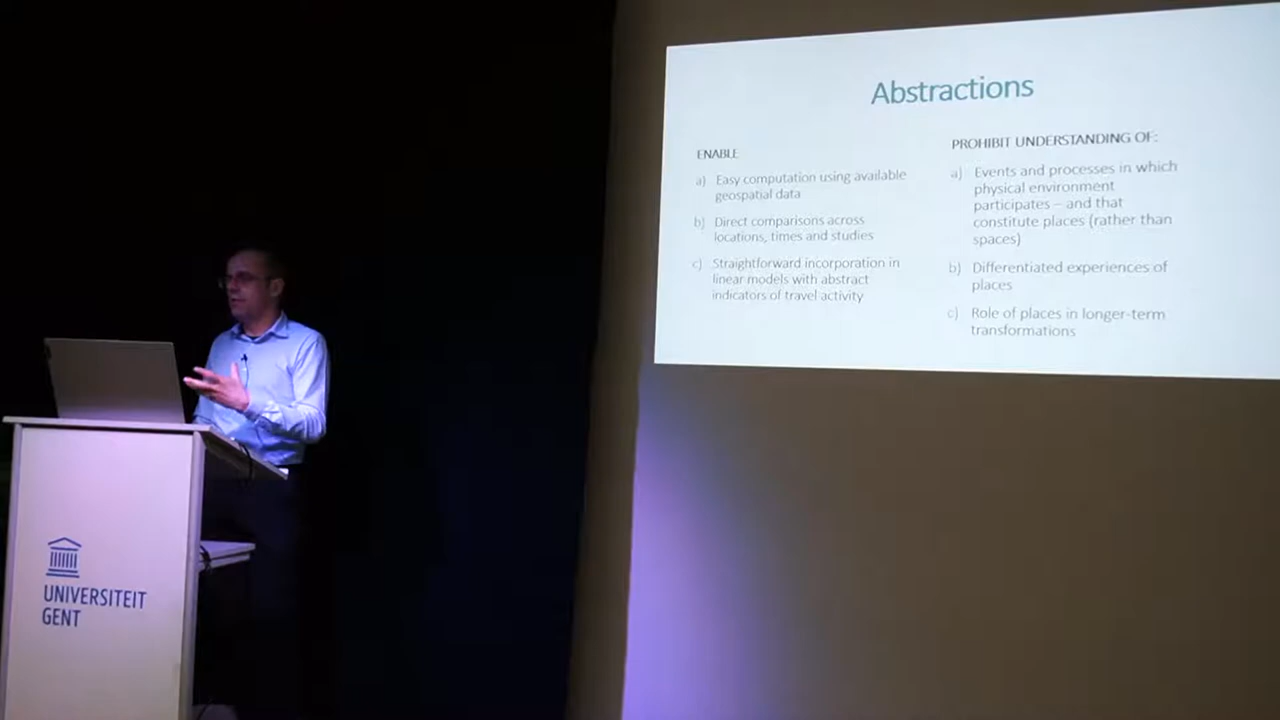 Abstractions
ENABLE
a) Easy computation using available
geospatial data
b) Direct comparisons across
locations, times and studies
c) Straightforward incorporation in
linear models with abstract
indicators of travel activity
PROHIBIT UNDERSTANDING OF:
a) Events and processes in which
physical environment
participates – and that
constitute places (rather than
spaces)
b) Differentiated experiences of
places
c) Role of places in longer-term
transformations
UNIVERSITEIT
GENT